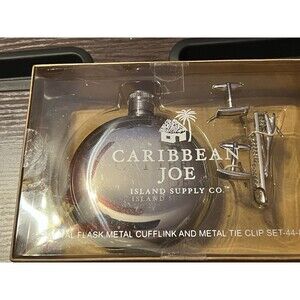 CARIBBEAN
JOE
ISLAND SUPPLY CO.
FLASK METAL CUFFLINK AND METAL TIE CLIP SET-44-